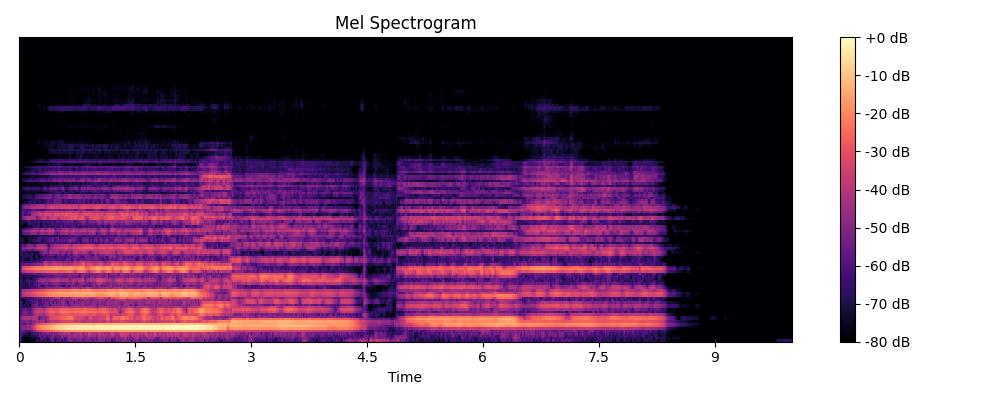 Mel Spectrogram
+0 dB
-10 dB
-20 dB
-30 dB
-40 dB
-50 dB
-60 dB
-70 dB
-80 dB
0 1.5 3 4.5 6 7.5 9
Time